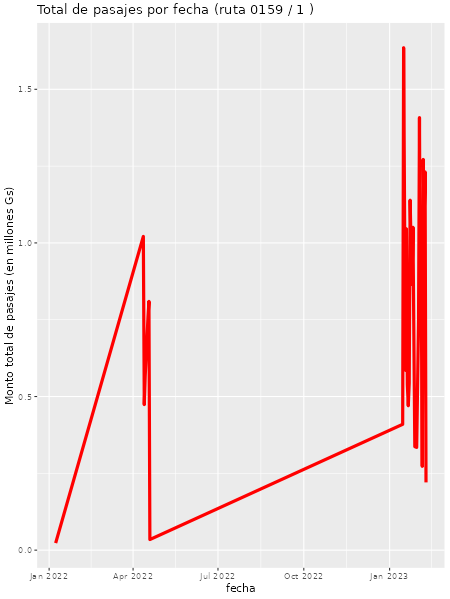 Total de pasajes por fecha (ruta 0159 / 1 )
Monto total de pasajes (en millones Gs)
1.5
1.0
0.5
0.0
Jan 2022
Apr 2022
Jul 2022
Oct 2022
Jan 2023
fecha